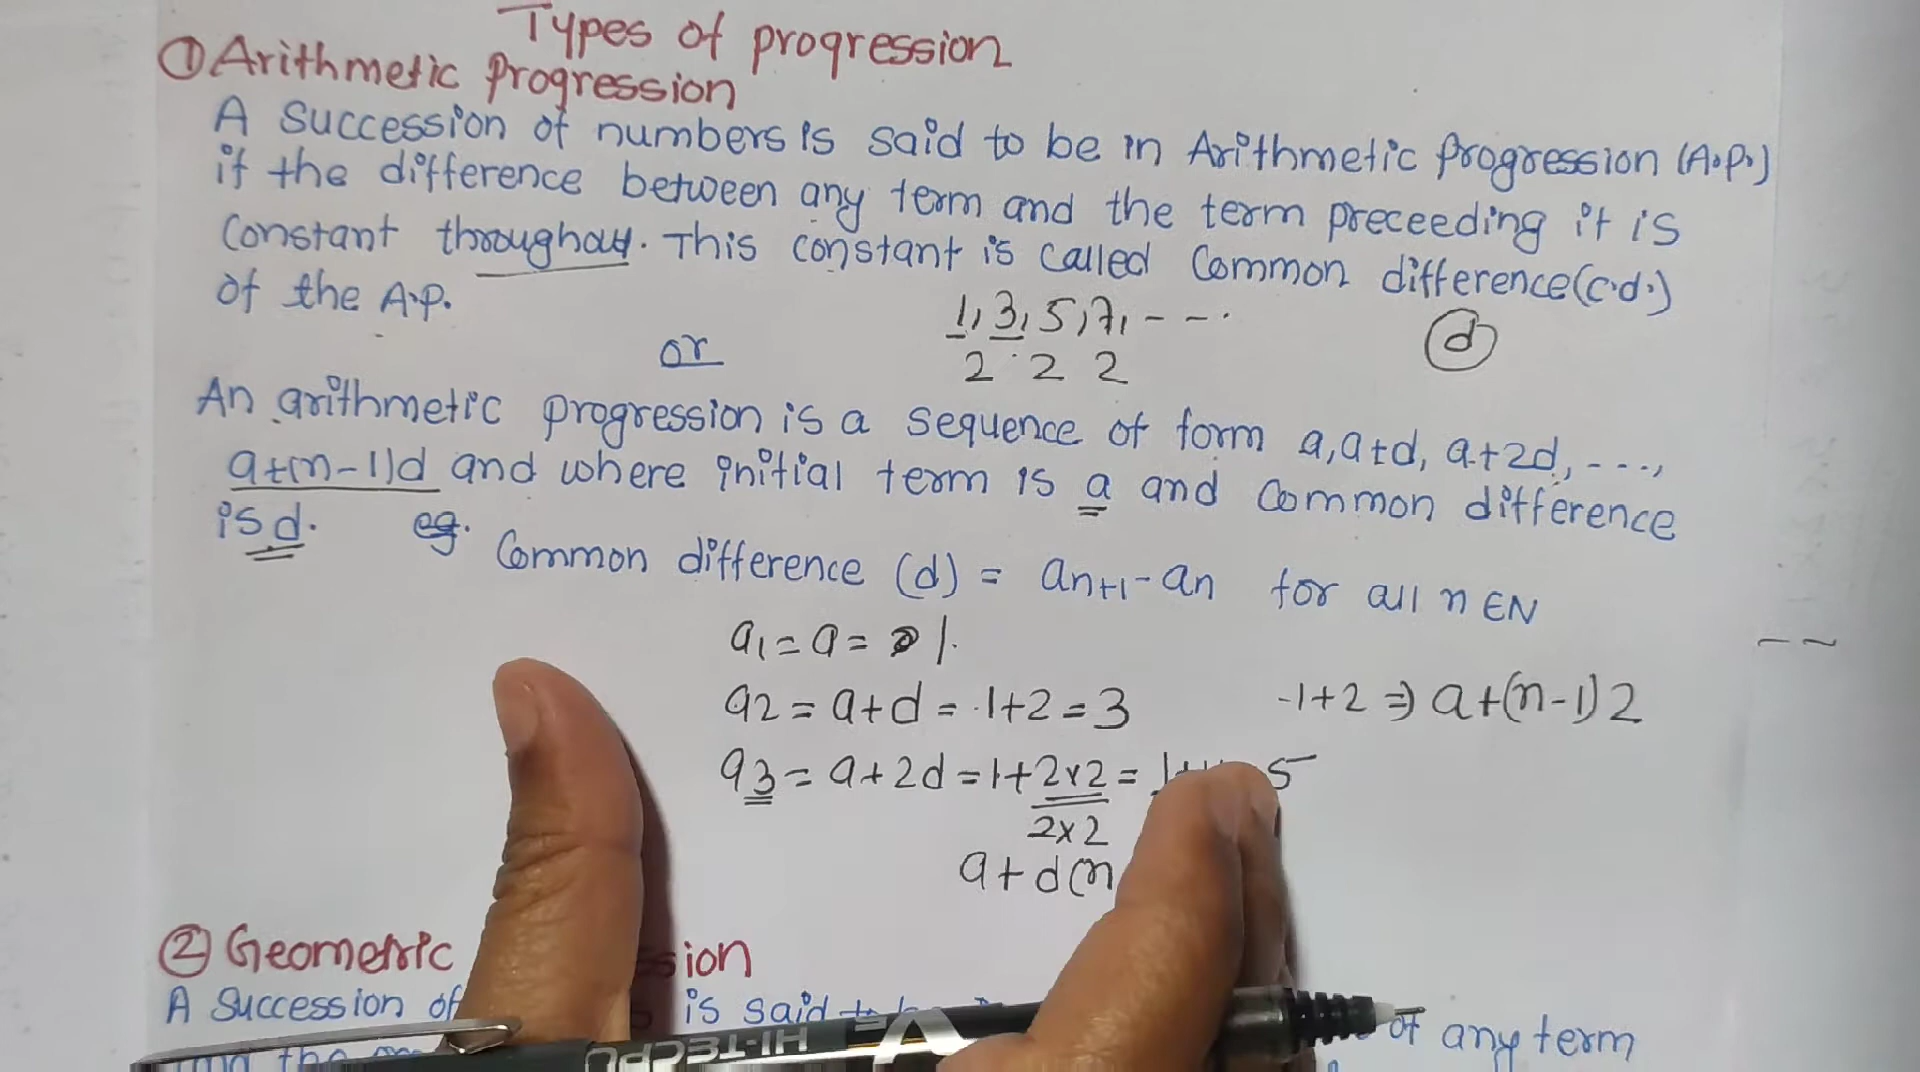 Types of progression
① Arithmetic Progression
A Succession of numbers is said to be in Arithmetic Progression (A.P.)
if the difference between any term and the term preceeding it is
Constant throughout. This constant is called Common difference (c.d.)
of the A.P.
1, 3, 5, 7, - - -.
2 2 2
d
or
An arithmetic progression is a sequence of form a, a+d, a+2d, - - -,
a+(n-1)d and where initial term is a and Common difference
is d. eg.
Common difference (d) = an+1 - an for all n ∈ N
a1 = a = 1.
a2 = a+d = 1+2 = 3
-1+2 ⇒ a+(n-1)2
a3 = a+2d = 1+2x2 = 5
2x2
a+d(n
② Geometric
A Succession of is said
of any term
HI-TECPO